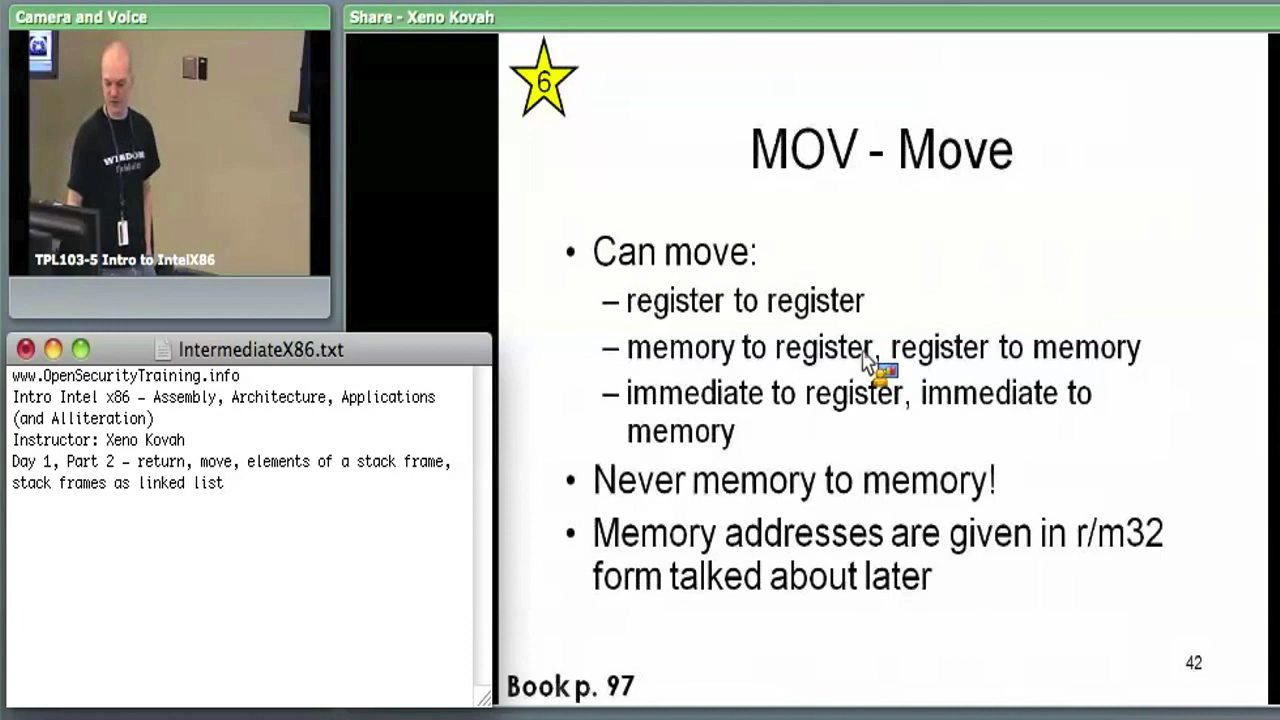 Camera and Voice
TPL103-5 Intro to IntelX86
IntermediateX86.txt
www.OpenSecurityTraining.info
Intro Intel x86 – Assembly, Architecture, Applications
(and Alliteration)
Instructor: Xeno Kovah
Day 1, Part 2 – return, move, elements of a stack frame,
stack frames as linked list
Share - Xeno Kovah
6
MOV - Move
• Can move:
– register to register
– memory to register, register to memory
– immediate to register, immediate to
memory
• Never memory to memory!
• Memory addresses are given in r/m32
form talked about later
42
Book p. 97
WISDOM